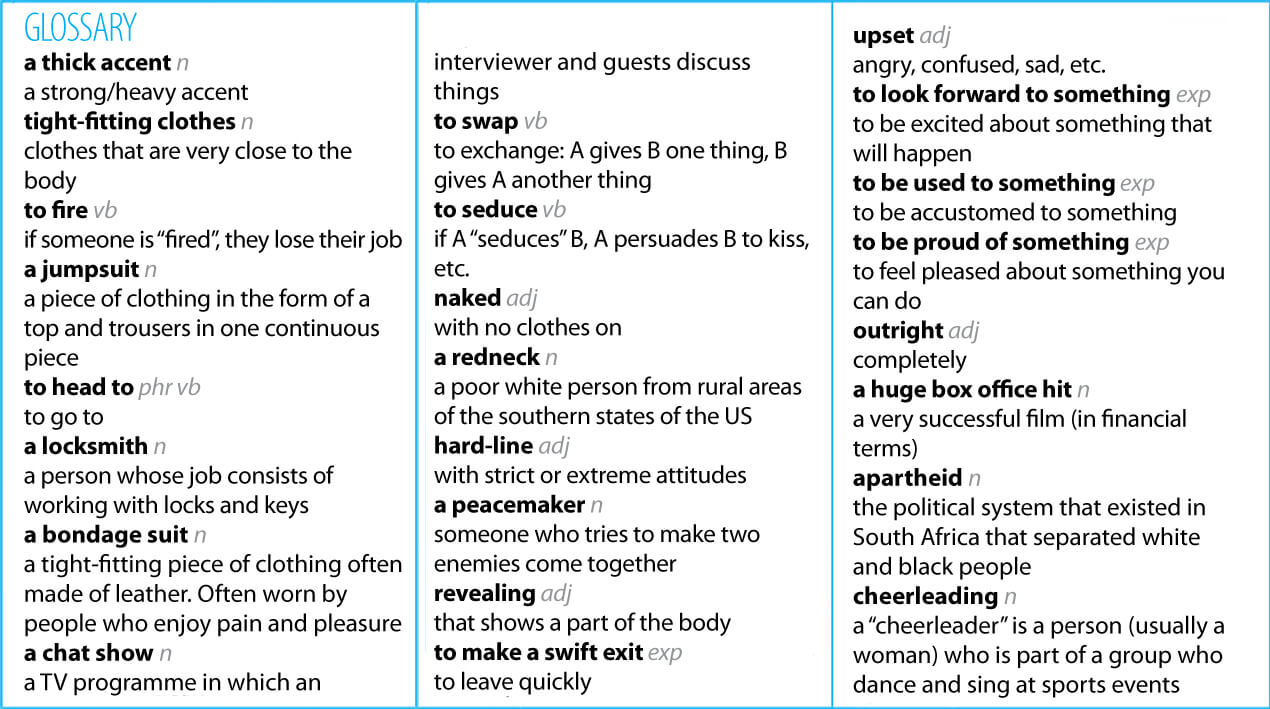 GLOSSARY
a thick accent n
a strong/heavy accent
tight-fitting clothes n
clothes that are very close to the
body
to fire vb
if someone is “fired”, they lose their job
a jumpsuit n
a piece of clothing in the form of a
top and trousers in one continuous
piece
to head to phr vb
to go to
a locksmith n
a person whose job consists of
working with locks and keys
a bondage suit n
a tight-fitting piece of clothing often
made of leather. Often worn by
people who enjoy pain and pleasure
a chat show n
a TV programme in which an
interviewer and guests discuss
things
to swap vb
to exchange: A gives B one thing, B
gives A another thing
to seduce vb
if A “seduces” B, A persuades B to kiss,
etc.
naked adj
with no clothes on
a redneck n
a poor white person from rural areas
of the southern states of the US
hard-line adj
with strict or extreme attitudes
a peacemaker n
someone who tries to make two
enemies come together
revealing adj
that shows a part of the body
to make a swift exit exp
to leave quickly
upset adj
angry, confused, sad, etc.
to look forward to something exp
to be excited about something that
will happen
to be used to something exp
to be accustomed to something
to be proud of something exp
to feel pleased about something you
can do
outright adj
completely
a huge box office hit n
a very successful film (in financial
terms)
apartheid n
the political system that existed in
South Africa that separated white
and black people
cheerleading n
a “cheerleader” is a person (usually a
woman) who is part of a group who
dance and sing at sports events